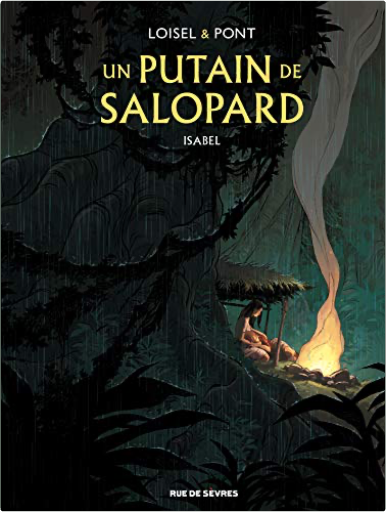 LOISEL & PONT
UN PUTAIN DE
SALOPARD
ISABEL
RUE DE SÈVRES